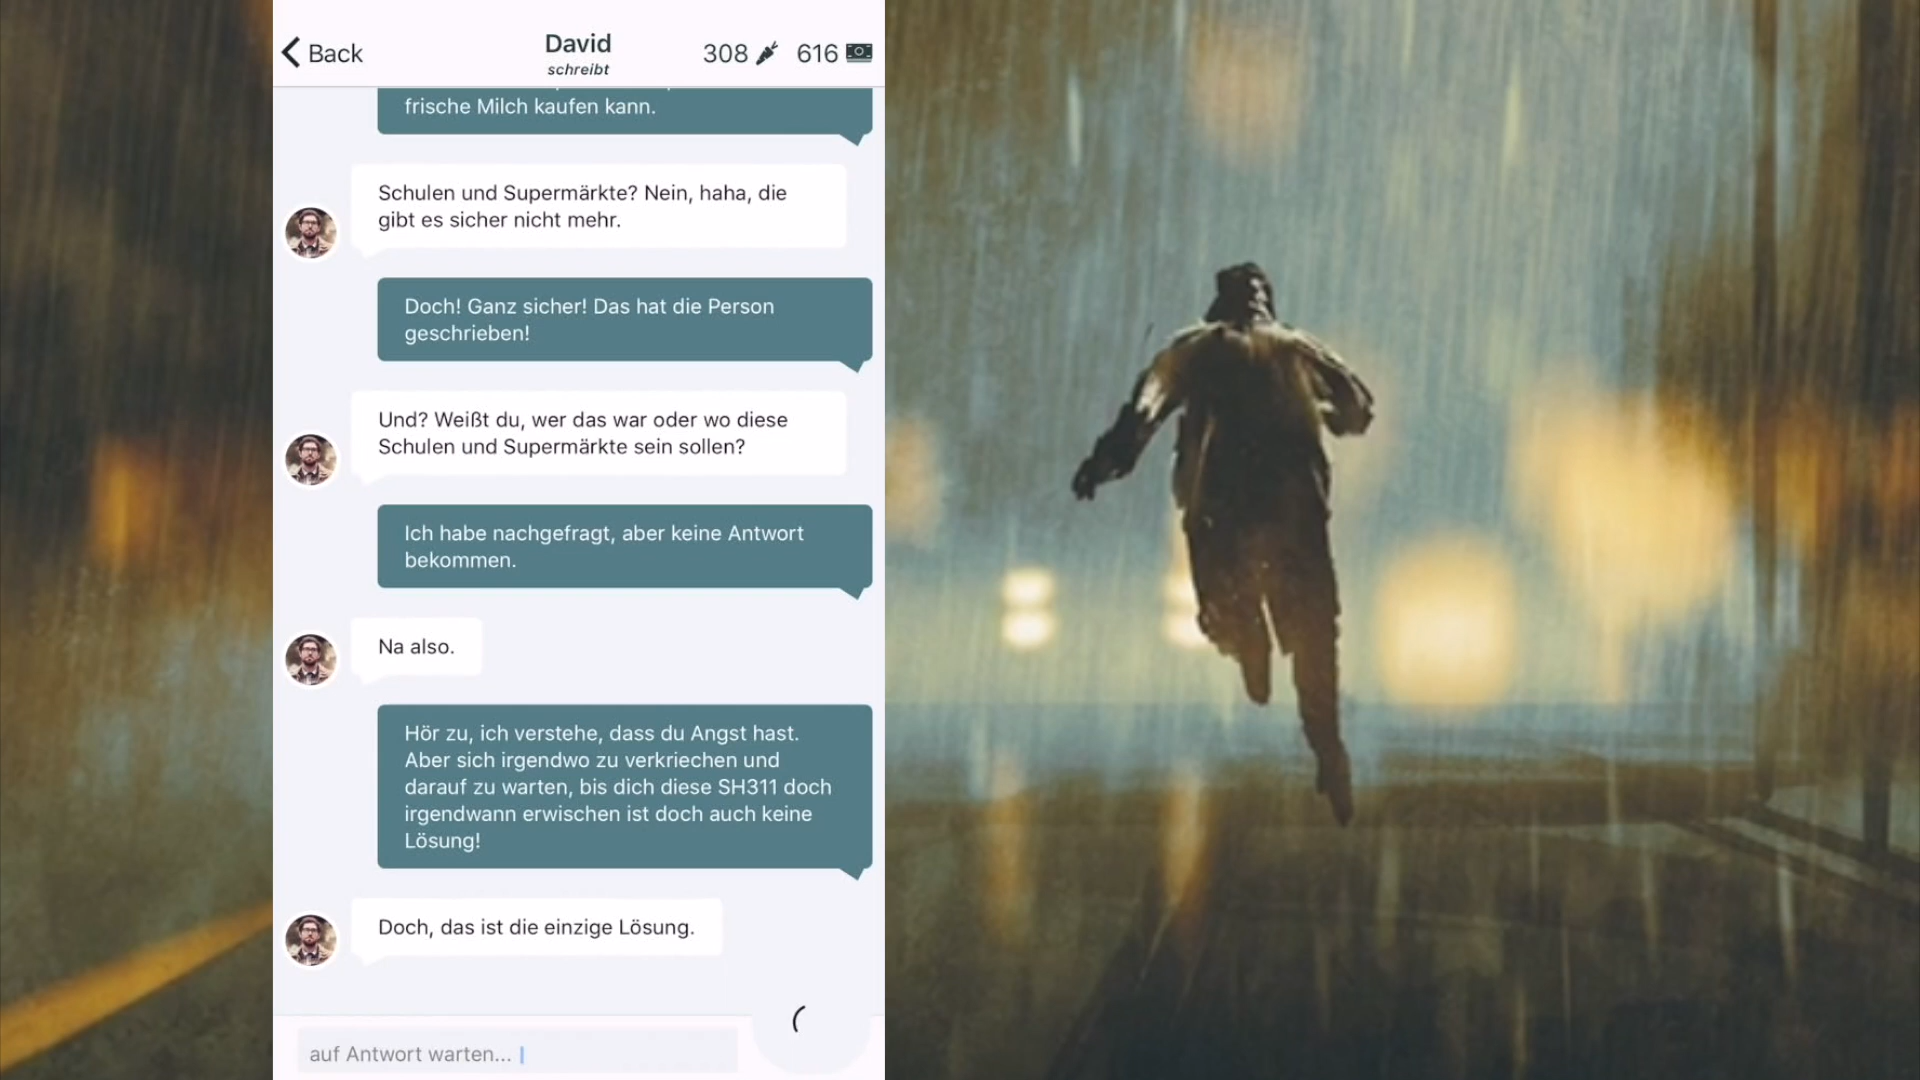 Back
David
schreibt
308
616
frische Milch kaufen kann.
Schulen und Supermärkte? Nein, haha, die
gibt es sicher nicht mehr.
Doch! Ganz sicher! Das hat die Person
geschrieben!
Und? Weißt du, wer das war oder wo diese
Schulen und Supermärkte sein sollen?
Ich habe nachgefragt, aber keine Antwort
bekommen.
Na also.
Hör zu, ich verstehe, dass du Angst hast.
Aber sich irgendwo zu verkriechen und
darauf zu warten, bis dich diese SH311 doch
irgendwann erwischen ist doch auch keine
Lösung!
Doch, das ist die einzige Lösung.
auf Antwort warten...